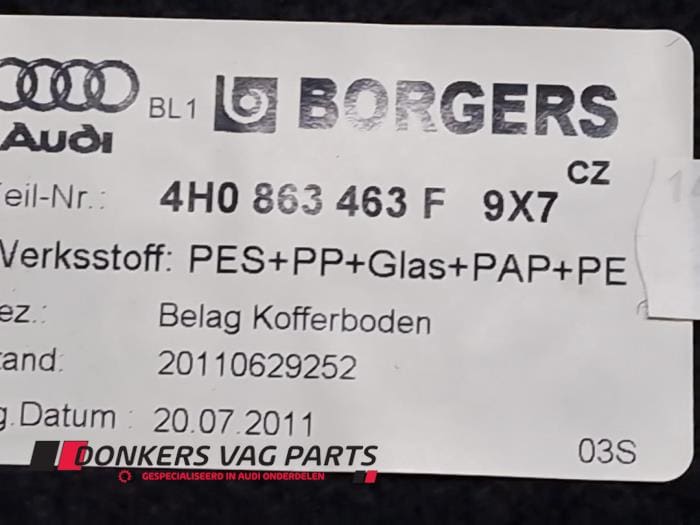 Audi BL1 BORGERS
CZ
eil-Nr.: 4H0 863 463 F 9X7
Verksstoff: PES+PP+Glas+PAP+PE
ez.: Belag Kofferboden
tand: 20110629252
g.Datum : 20.07.2011
03S
DONKERS VAG PARTS
GESPECIALISEERD IN AUDI ONDERDELEN